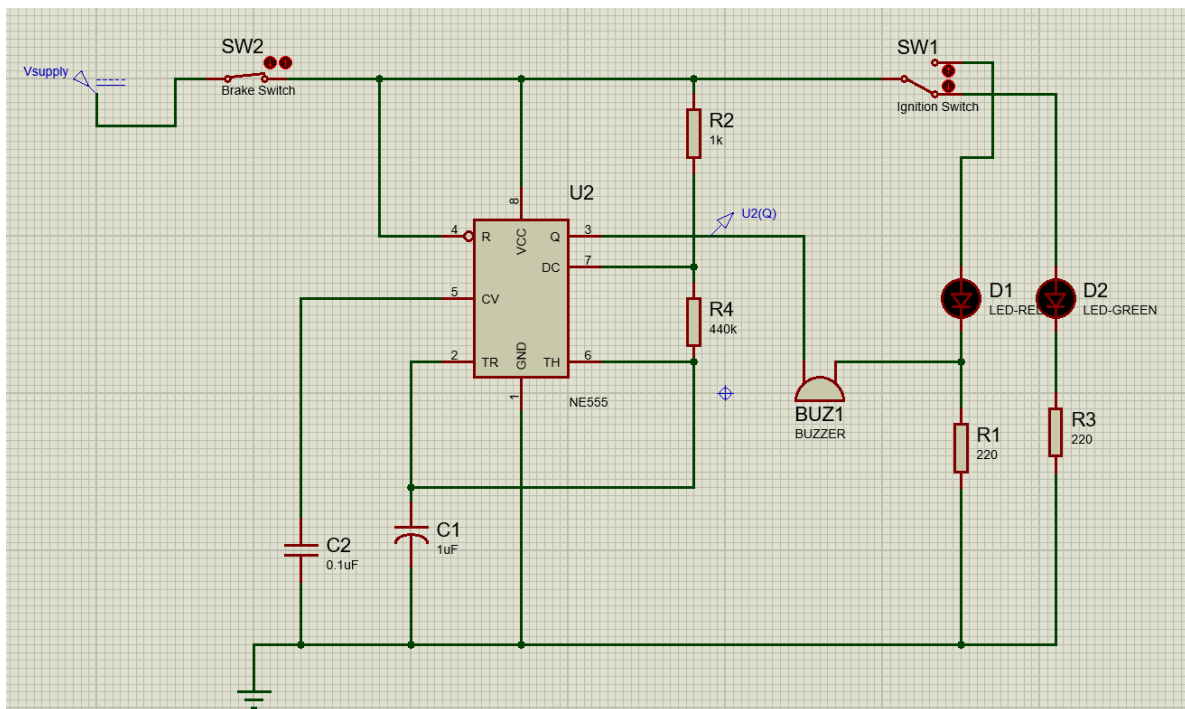 SW2
Brake Switch
Vsupply
SW1
Ignition Switch
R2
1k
U2
8
VCC
4
R
Q
3
U2(Q)
DC
7
5
CV
R4
440k
2
TR
GND
TH
6
1
NE555
D1
LED-RED
D2
LED-GREEN
BUZ1
BUZZER
R1
220
R3
220
C2
0.1uF
C1
1uF